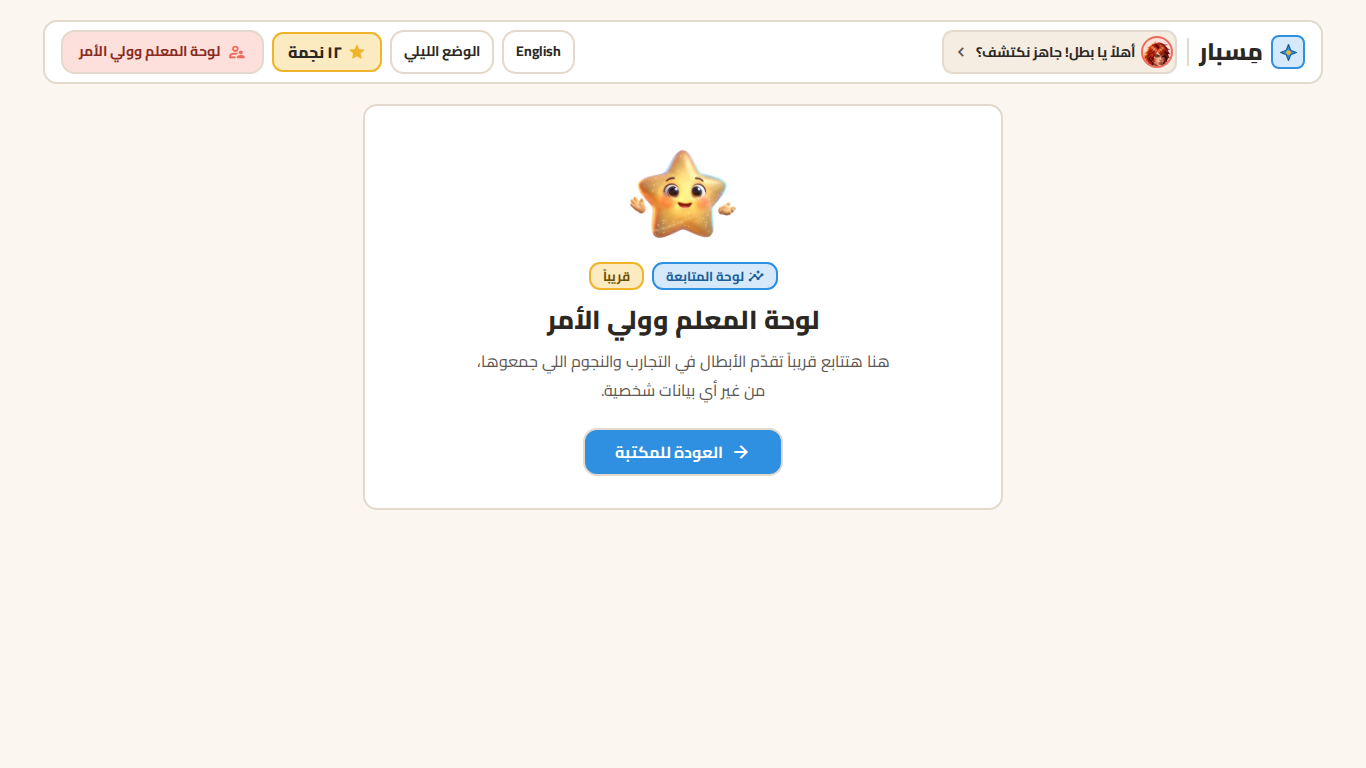 مِسبار
أهلاً يا بطل! جاهز نكتشف؟
English
الوضع الليلي
١٢ نجمة
لوحة المعلم وولي الأمر
لوحة المتابعة
قريباً
لوحة المعلم وولي الأمر
هنا هتتابع قريباً تقدّم الأبطال في التجارب والنجوم اللي جمعوها،
من غير أي بيانات شخصية.
العودة للمكتبة